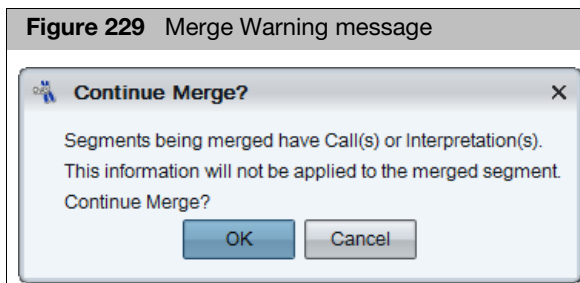 Figure 229 Merge Warning message
Continue Merge?
Segments being merged have Call(s) or Interpretation(s).
This information will not be applied to the merged segment.
Continue Merge?
OK Cancel